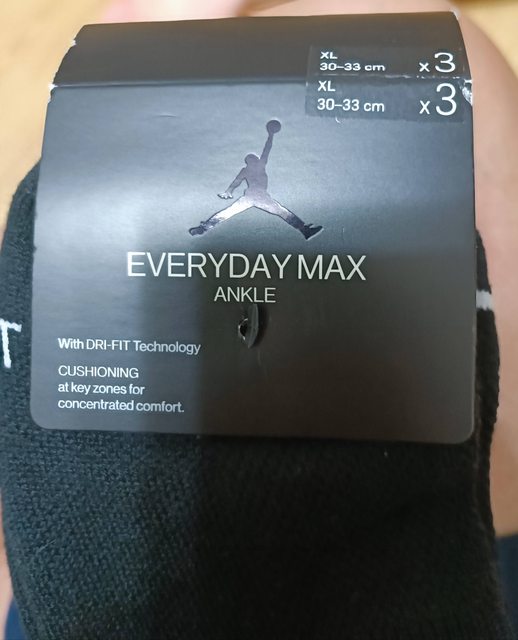 XL
30–33 cm x 3
XL
30–33 cm x 3
EVERYDAY MAX
ANKLE
With DRI-FIT Technology
CUSHIONING
at key zones for
concentrated comfort.
T